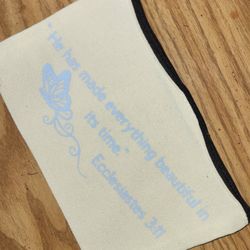 "He has made everything beautiful in
its time."
Ecclesiastes 3:11